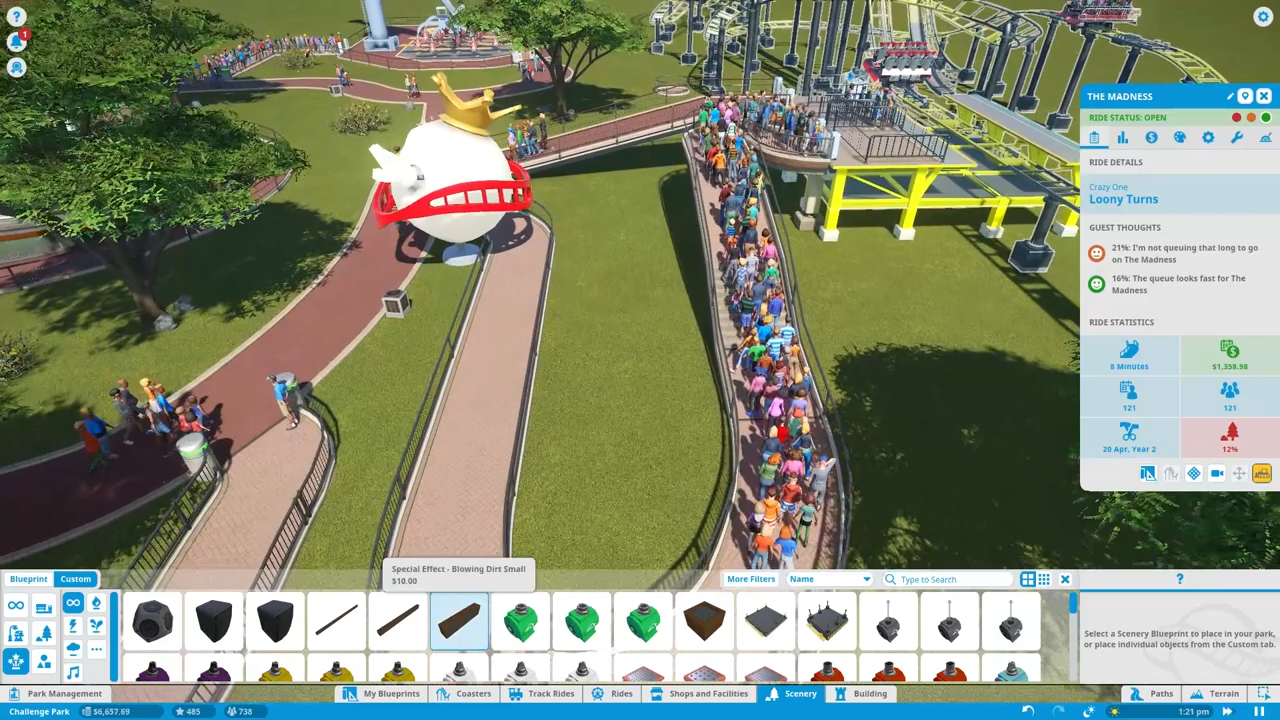 ?
1
THE MADNESS
RIDE STATUS: OPEN
RIDE DETAILS
Crazy One
Loony Turns
GUEST THOUGHTS
21%: I'm not queuing that long to go
on The Madness
16%: The queue looks fast for The
Madness
RIDE STATISTICS
8 Minutes
$1,358.98
121
121
20 Apr, Year 2
12%
Special Effect - Blowing Dirt Small
$10.00
Blueprint
Custom
More Filters
Name
Type to Search
?
Select a Scenery Blueprint to place in your park,
or place individual objects from the Custom tab.
Park Management
My Blueprints
Coasters
Track Rides
Rides
Shops and Facilities
Scenery
Building
Paths
Terrain
Challenge Park
$6,657.69
485
738
1:21 pm